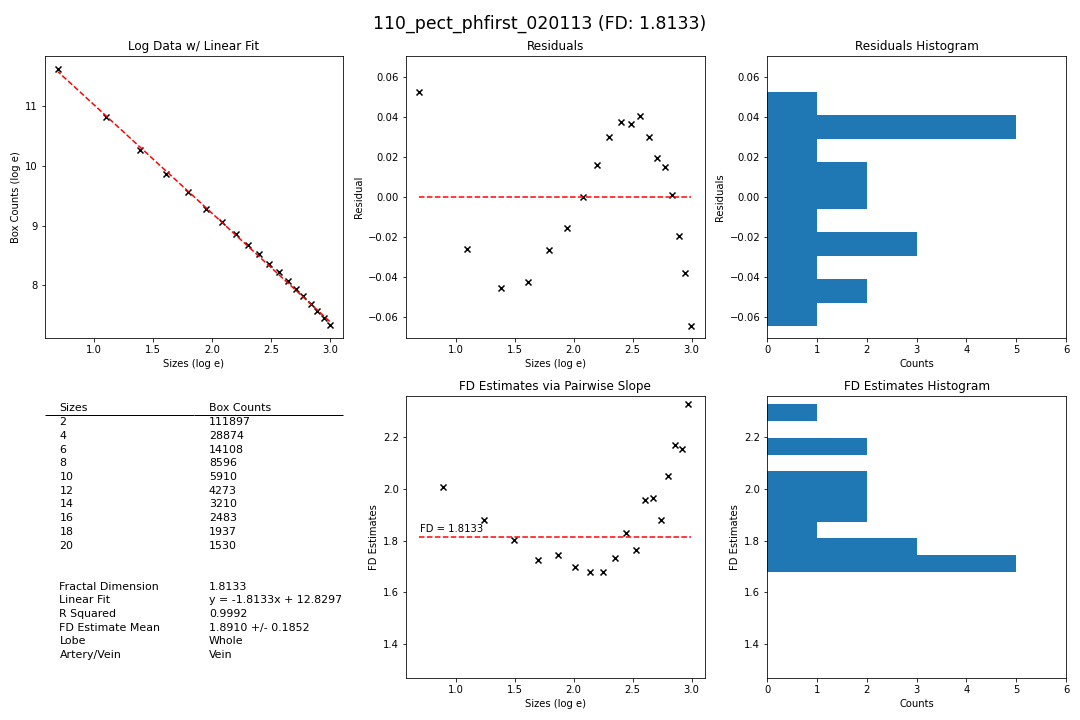 110_pect_phfirst_020113 (FD: 1.8133)
Log Data w/ Linear Fit
Box Counts (log e)
11
10
9
8
1.0 1.5 2.0 2.5 3.0
Sizes (log e)
Residuals
Residual
0.06
0.04
0.02
0.00
−0.02
−0.04
−0.06
1.0 1.5 2.0 2.5 3.0
Sizes (log e)
Residuals Histogram
Residuals
0.06
0.04
0.02
0.00
−0.02
−0.04
−0.06
0 1 2 3 4 5 6
Counts
Sizes Box Counts
2 111897
4 28874
6 14108
8 8596
10 5910
12 4273
14 3210
16 2483
18 1937
20 1530
Fractal Dimension 1.8133
Linear Fit y = -1.8133x + 12.8297
R Squared 0.9992
FD Estimate Mean 1.8910 +/- 0.1852
Lobe Whole
Artery/Vein Vein
FD Estimates via Pairwise Slope
FD Estimates
2.2
2.0
1.8
1.6
1.4
FD = 1.8133
1.0 1.5 2.0 2.5 3.0
Sizes (log e)
FD Estimates Histogram
FD Estimates
2.2
2.0
1.8
1.6
1.4
0 1 2 3 4 5 6
Counts